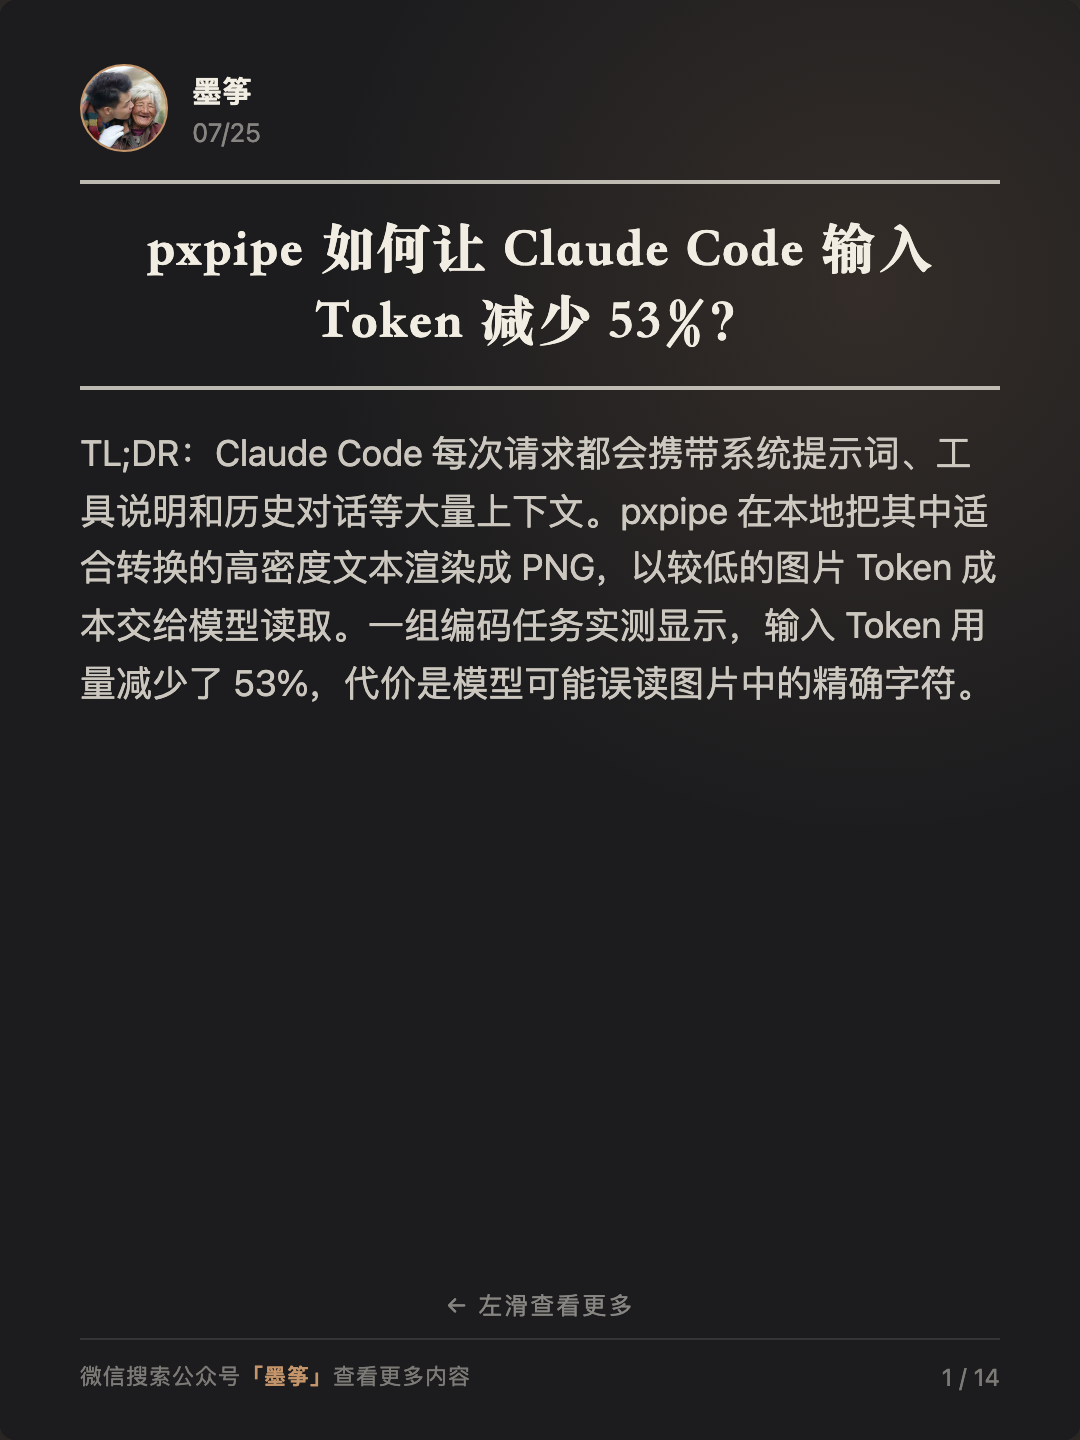 墨筝
07/25
pxpipe 如何让 Claude Code 输入
Token 减少 53%？
TL;DR：Claude Code 每次请求都会携带系统提示词、工
具说明和历史对话等大量上下文。pxpipe 在本地把其中适
合转换的高密度文本渲染成 PNG，以较低的图片 Token 成
本交给模型读取。一组编码任务实测显示，输入 Token 用
量减少了 53%，代价是模型可能误读图片中的精确字符。
← 左滑查看更多
微信搜索公众号「墨筝」查看更多内容
1 / 14